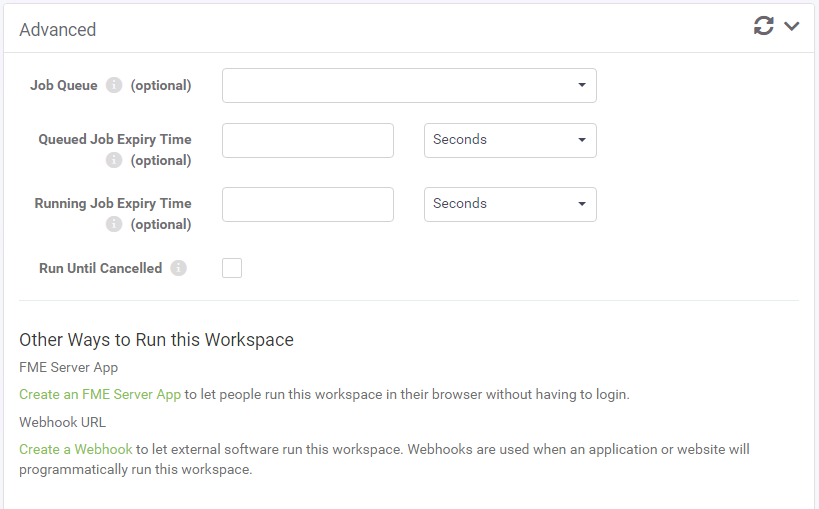 Advanced
Job Queue (optional)
Queued Job Expiry Time
(optional)
Seconds
Running Job Expiry Time
(optional)
Seconds
Run Until Cancelled
Other Ways to Run this Workspace
FME Server App
Create an FME Server App to let people run this workspace in their browser without having to login.
Webhook URL
Create a Webhook to let external software run this workspace. Webhooks are used when an application or website will
programmatically run this workspace.